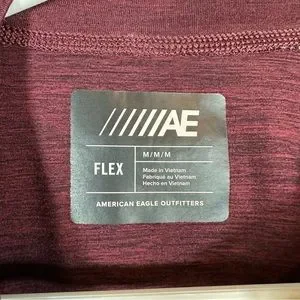 //////AE
FLEX
M/M/M
Made in Vietnam
Fabriqué au Vietnam
Hecho en Vietnam
AMERICAN EAGLE OUTFITTERS